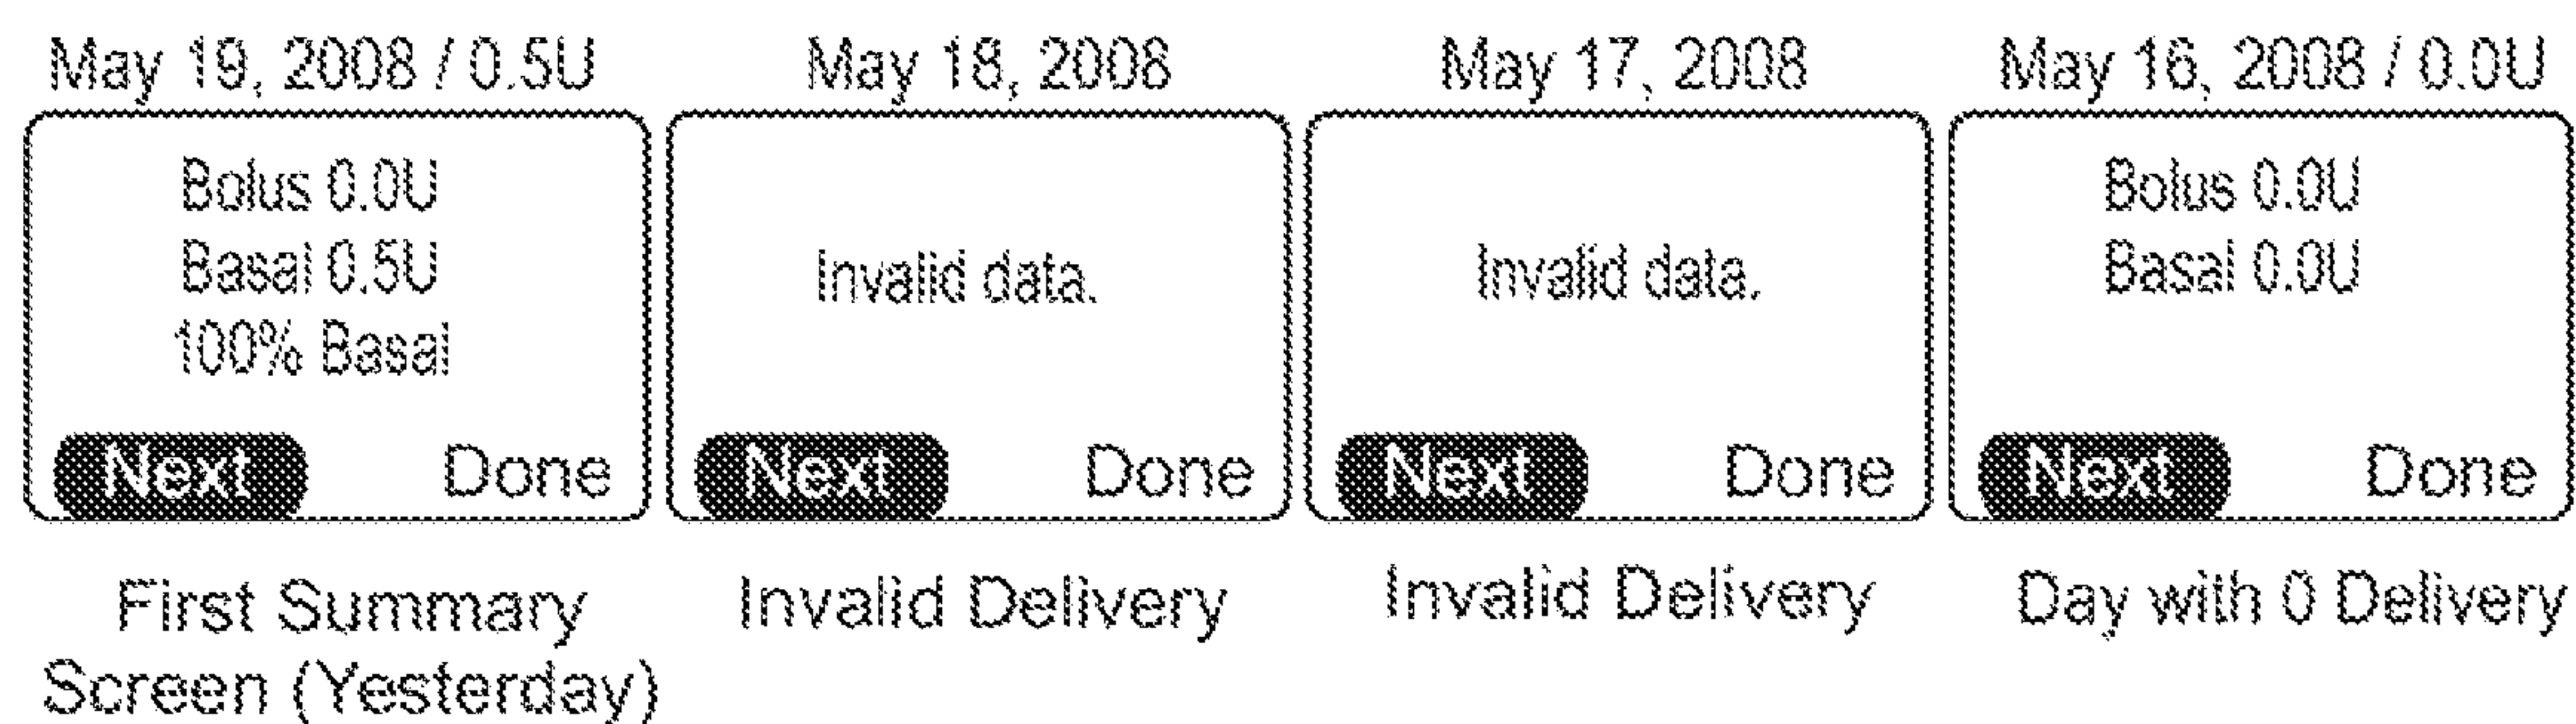 May 19, 2008 / 0.5U
Bolus 0.0U
Basal 0.5U
100% Basal
Next Done
First Summary
Screen (Yesterday)
May 18, 2008
Invalid data.
Next Done
Invalid Delivery
May 17, 2008
Invalid data.
Next Done
Invalid Delivery
May 16, 2008 / 0.0U
Bolus 0.0U
Basal 0.0U
Next Done
Day with 0 Delivery